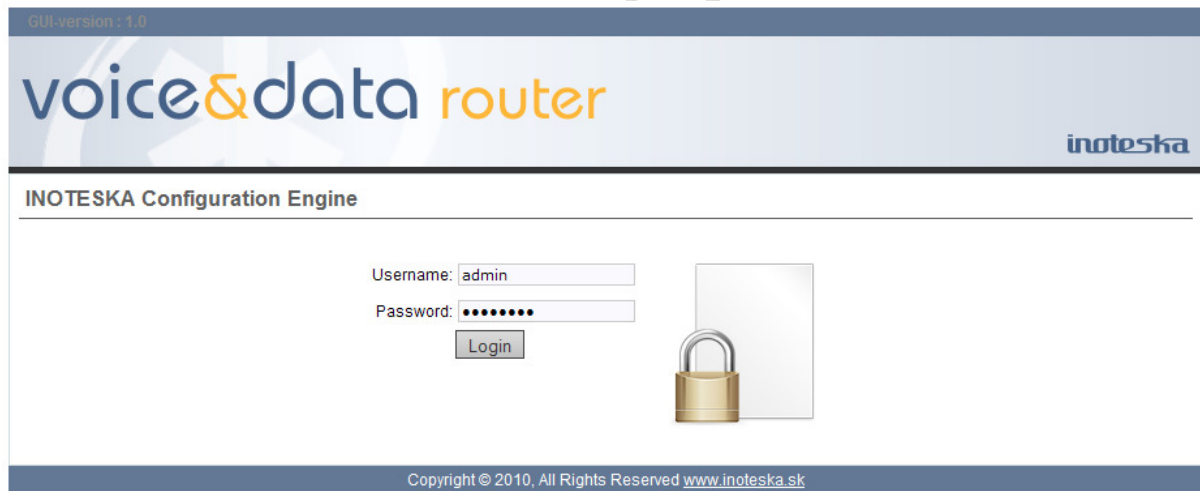 GUI-version : 1.0
voice&data router
inoteska
INOTESKA Configuration Engine
Username: admin
Password: ••••••••
Login
Copyright © 2010, All Rights Reserved www.inoteska.sk